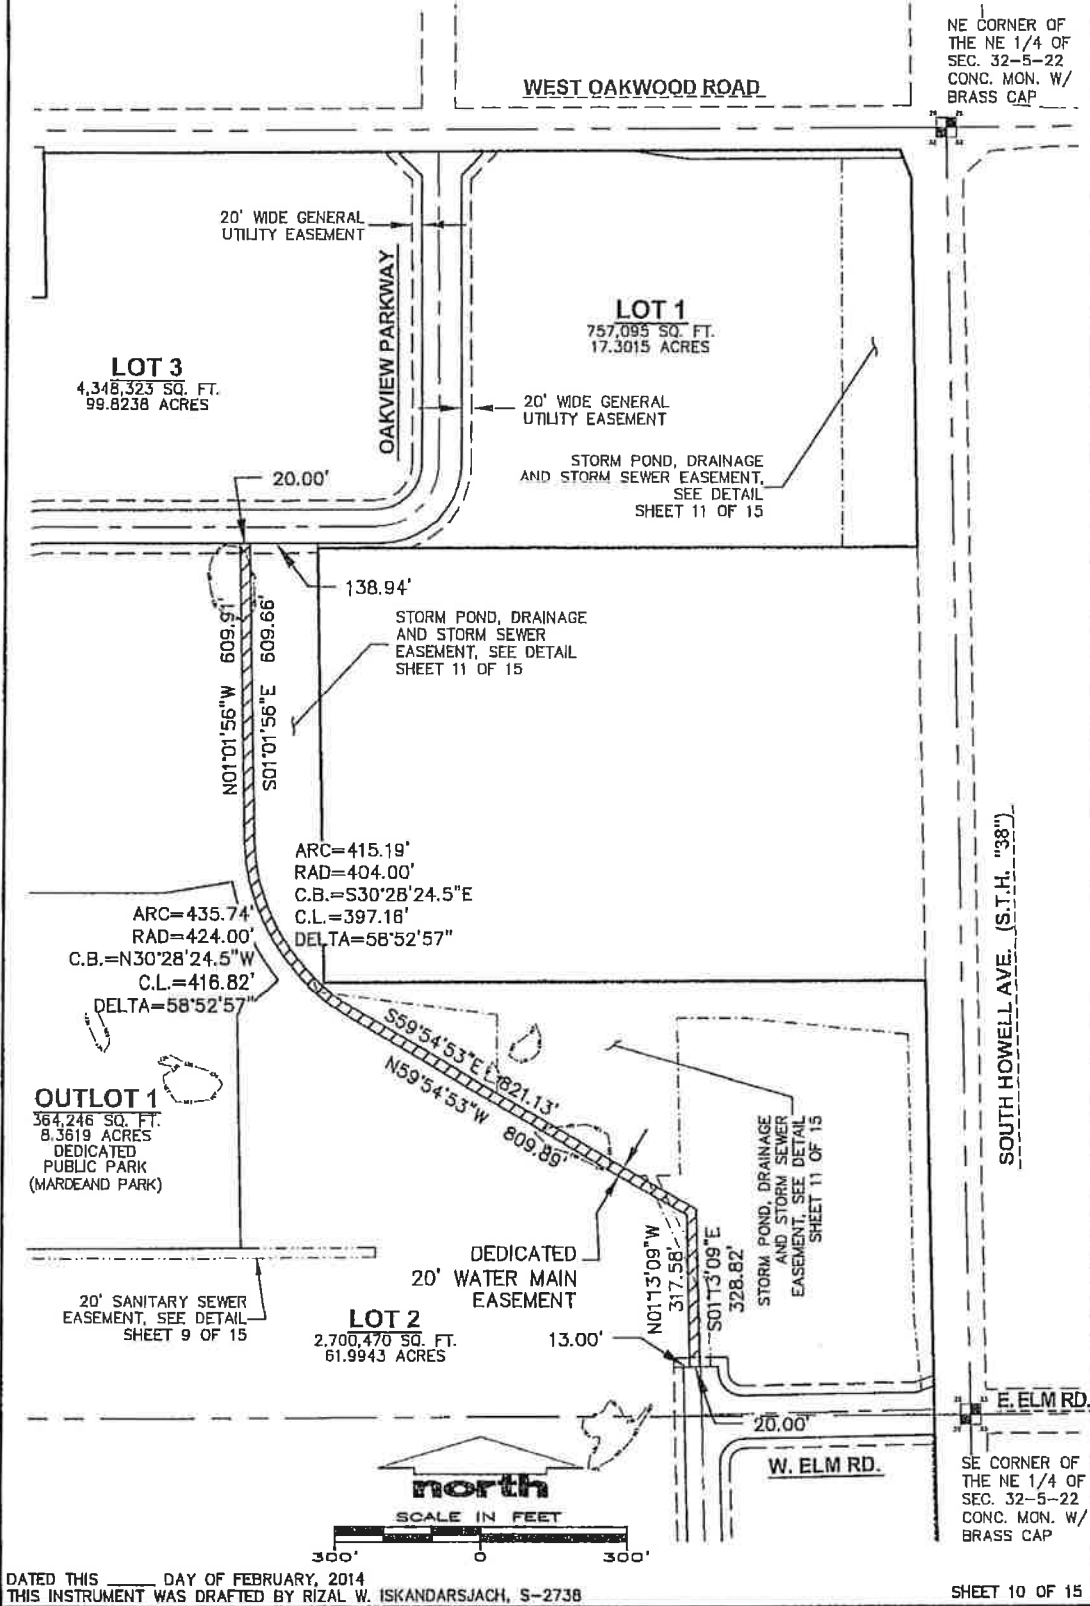 NE CORNER OF
THE NE 1/4 OF
SEC. 32-5-22
CONC. MON. W/
BRASS CAP
WEST OAKWOOD ROAD
20' WIDE GENERAL
UTILITY EASEMENT
OAKVIEW PARKWAY
LOT 1
757,095 SQ. FT.
17.3015 ACRES
LOT 3
4,348,323 SQ. FT.
99.8238 ACRES
20' WIDE GENERAL
UTILITY EASEMENT
STORM POND, DRAINAGE
AND STORM SEWER EASEMENT,
SEE DETAIL
SHEET 11 OF 15
20.00'
138.94'
STORM POND, DRAINAGE
AND STORM SEWER
EASEMENT, SEE DETAIL
SHEET 11 OF 15
N01°01'56"W 609.91'
S01°01'56"E 609.66'
ARC=415.19'
RAD=404.00'
C.B.=S30°28'24.5"E
C.L.=397.16'
DELTA=58°52'57"
ARC=435.74'
RAD=424.00'
C.B.=N30°28'24.5"W
C.L.=416.82'
DELTA=58°52'57"
SOUTH HOWELL AVE. (S.T.H. "38")
S59°54'53"E 821.13'
N59°54'53"W 809.89'
OUTLOT 1
364,246 SQ. FT.
8.3619 ACRES
DEDICATED
PUBLIC PARK
(MARDEAND PARK)
STORM POND, DRAINAGE
AND STORM SEWER
EASEMENT, SEE DETAIL
SHEET 11 OF 15
DEDICATED
20' WATER MAIN
EASEMENT
N01°13'09"W
317.58'
S01°13'09"E
328.82'
20' SANITARY SEWER
EASEMENT, SEE DETAIL
SHEET 9 OF 15
LOT 2
2,700,470 SQ. FT.
61.9943 ACRES
13.00'
20.00'
E. ELM RD.
W. ELM RD.
SE CORNER OF
THE NE 1/4 OF
SEC. 32-5-22
CONC. MON. W/
BRASS CAP
north
SCALE IN FEET
300' 0 300'
DATED THIS ____ DAY OF FEBRUARY, 2014
THIS INSTRUMENT WAS DRAFTED BY RIZAL W. ISKANDARSJACH, S-2738
SHEET 10 OF 15